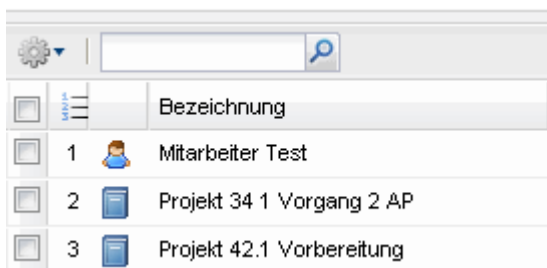 Bezeichnung
1 Mitarbeiter Test
2 Projekt 34 1 Vorgang 2 AP
3 Projekt 42.1 Vorbereitung